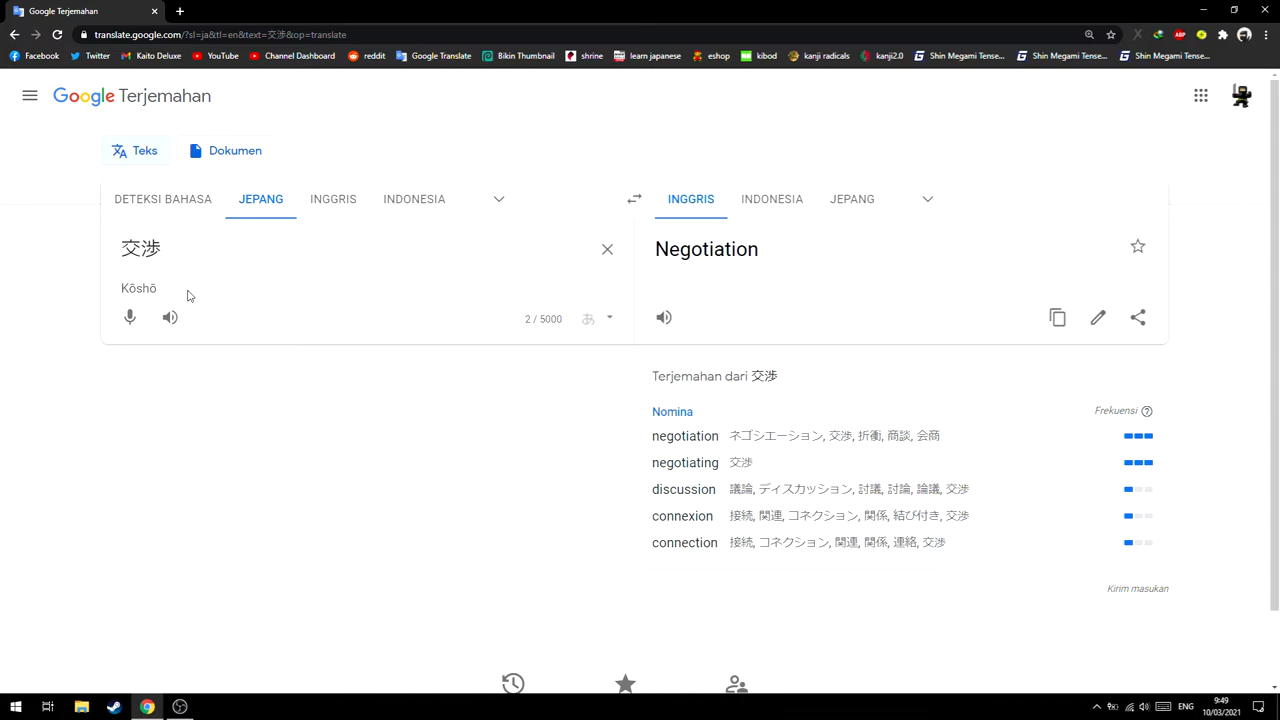 Google Terjemahan
translate.google.com/?sl=ja&tl=en&text=交渉&op=translate
Facebook Twitter Kaito Deluxe YouTube Channel Dashboard reddit Google Translate Bikin Thumbnail shrine learn japanese eshop kibod kanji radicals kanji2.0 Shin Megami Tense... Shin Megami Tense... Shin Megami Tense...
Google Terjemahan
Teks Dokumen
DETEKSI BAHASA JEPANG INGGRIS INDONESIA INGGRIS INDONESIA JEPANG
交渉 Negotiation
Kōshō
2 / 5000 あ
Terjemahan dari 交渉
Nomina Frekuensi
negotiation ネゴシエーション, 交渉, 折衝, 商談, 会商
negotiating 交渉
discussion 議論, ディスカッション, 討議, 討論, 論議, 交渉
connexion 接続, 関連, コネクション, 関係, 結び付き, 交渉
connection 接続, コネクション, 関連, 関係, 連絡, 交渉
Kirim masukan
ENG 9:49
10/03/2021